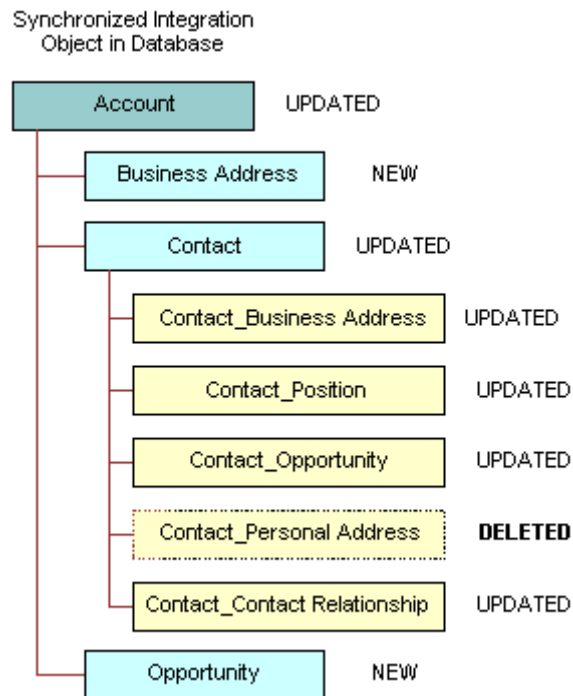 Synchronized Integration
Object in Database
Account UPDATED
Business Address NEW
Contact UPDATED
Contact_Business Address UPDATED
Contact_Position UPDATED
Contact_Opportunity UPDATED
Contact_Personal Address DELETED
Contact_Contact Relationship UPDATED
Opportunity NEW